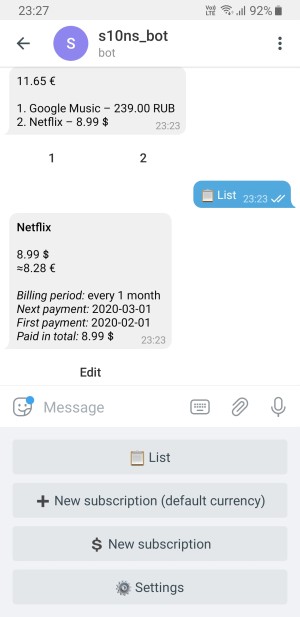 23:27
VoI) LTE 92%
s10ns_bot
S
bot
11.65 €
1. Google Music – 239.00 RUB
2. Netflix – 8.99 $
23:23
1 2
📋 List 23:23
Netflix
8.99 $
≈8.28 €
Billing period: every 1 month
Next payment: 2020-03-01
First payment: 2020-02-01
Paid in total: 8.99 $
23:23
Edit
Message
📋 List
➕ New subscription (default currency)
💲 New subscription
⚙ Settings